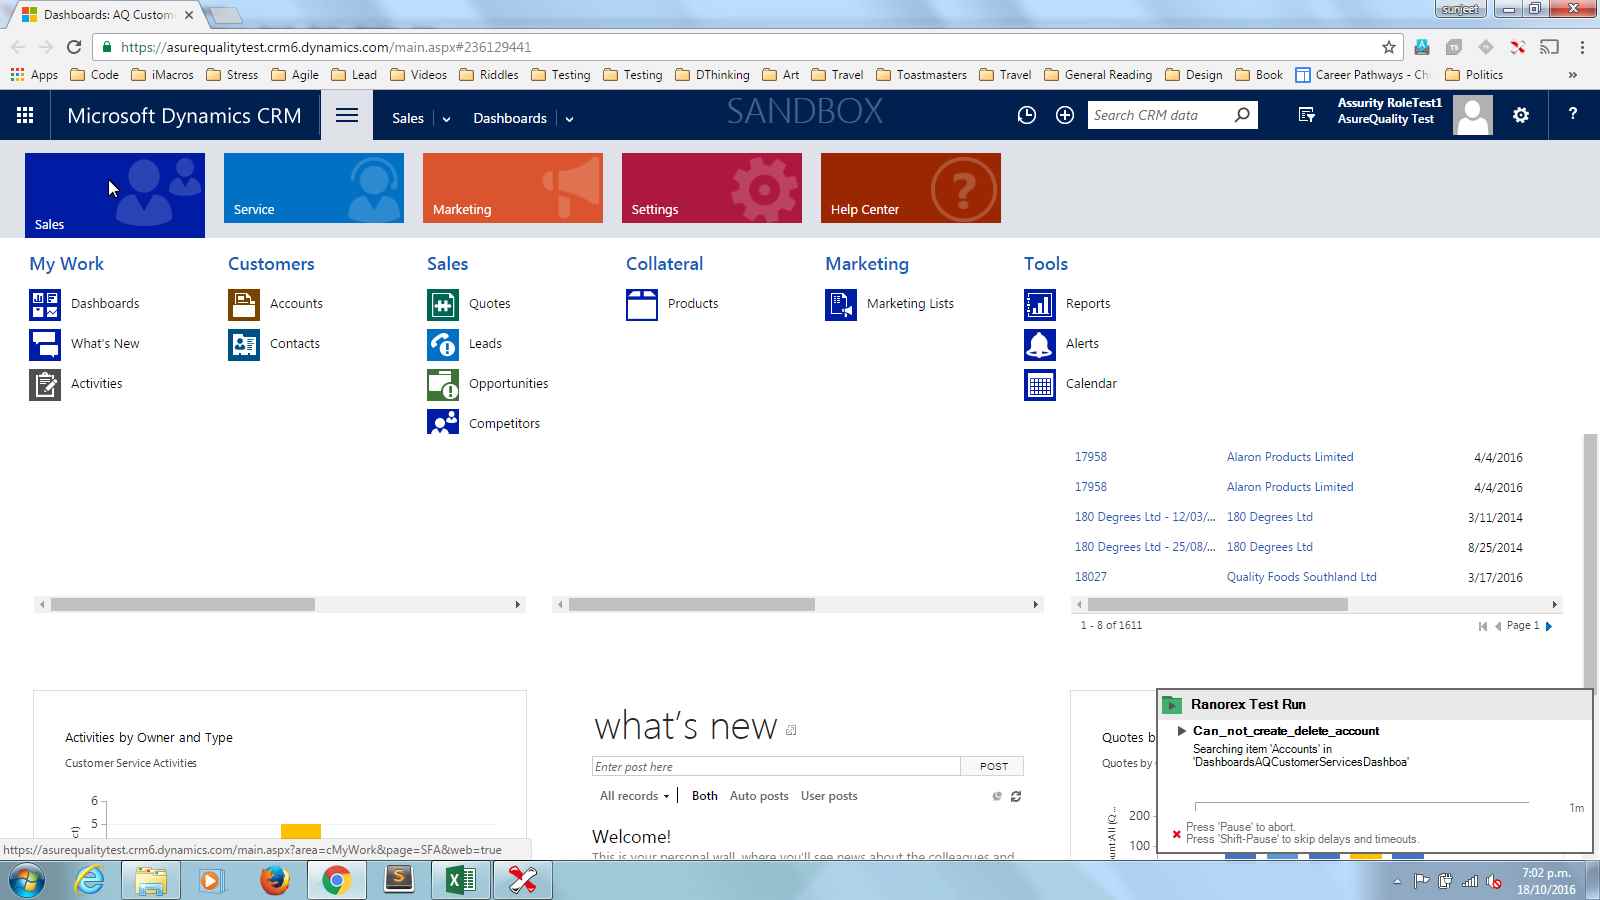 Dashboards: AQ Custom
sunjeet
https://asurequalitytest.crm6.dynamics.com/main.aspx#236129441
Apps Code iMacros Stress Agile Lead Videos Riddles Testing Testing DThinking Art Travel Toastmasters Travel General Reading Design Book Career Pathways - Ch Politics »
Microsoft Dynamics CRM Sales Dashboards SANDBOX Search CRM data
Assurity RoleTest1
AsureQuality Test
?
Sales Service Marketing Settings Help Center
My Work Customers Sales Collateral Marketing Tools
Dashboards Accounts Quotes Products Marketing Lists Reports
What's New Contacts Leads Alerts
Activities Opportunities Calendar
Competitors
17958 Alaron Products Limited 4/4/2016
17958 Alaron Products Limited 4/4/2016
180 Degrees Ltd - 12/03/... 180 Degrees Ltd 3/11/2014
180 Degrees Ltd - 25/08/... 180 Degrees Ltd 8/25/2014
18027 Quality Foods Southland Ltd 3/17/2016
1 - 8 of 1611 Page 1
Activities by Owner and Type
Customer Service Activities
6
5
what's new
Enter post here POST
All records Both Auto posts User posts
Welcome!
This is your personal wall, where you'll see news about the colleagues and
Quotes b
Quotes by
200
100
Ranorex Test Run
Can_not_create_delete_account
Searching item 'Accounts' in
'DashboardsAQCustomerServicesDashboa'
1m
Press 'Pause' to abort.
Press 'Shift-Pause' to skip delays and timeouts.
https://asurequalitytest.crm6.dynamics.com/main.aspx?area=cMyWork&page=SFA&web=true
7:02 p.m.
18/10/2016